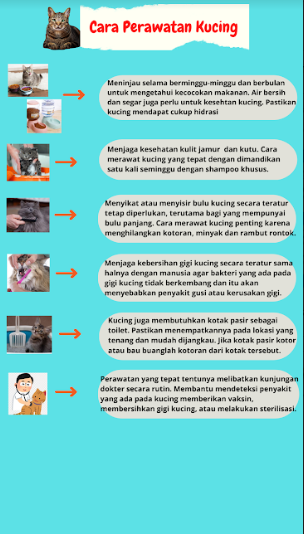 Cara Perawatan Kucing
Meninjau selama berminggu-minggu dan berbulan
untuk mengetahui kecocokan makanan. Air bersih
dan segar juga perlu untuk kesehtan kucing. Pastikan
kucing mendapat cukup hidrasi
Menjaga kesehatan kulit jamur dan kutu. Cara
merawat kucing yang tepat dengan dimandikan
satu kali seminggu dengan shampoo khusus.
Menyikat atau menyisir bulu kucing secara teratur
tetap diperlukan, terutama bagi yang mempunyai
bulu panjang. Cara merawat kucing penting karena
menghilangkan kotoran, minyak dan rambut rontok.
Menjaga kebersihan gigi kucing secara teratur sama
halnya dengan manusia agar bakteri yang ada pada
gigi kucing tidak berkembang dan itu akan
menyebabkan penyakit gusi atau kerusakan gigi.
Kucing juga membutuhkan kotak pasir sebagai
toilet. Pastikan menempatkannya pada lokasi yang
tenang dan mudah dijangkau. Jika kotak pasir kotor
atau bau buanglah kotoran dari kotak tersebut.
Perawatan yang tepat tentunya melibatkan kunjungan
dokter secara rutin. Membantu mendeteksi penyakit
yang ada pada kucing memberikan vaksin,
membersihkan gigi kucing, atau melakukan sterilisasi.